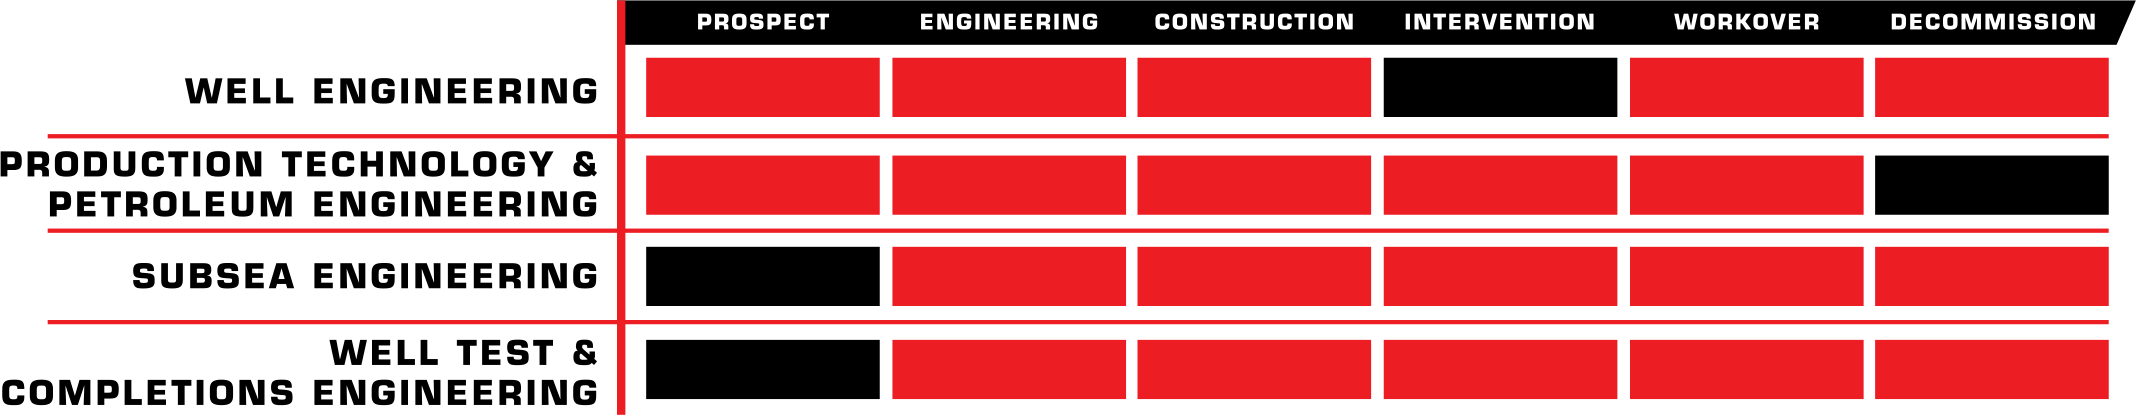 PROSPECT ENGINEERING CONSTRUCTION INTERVENTION WORKOVER DECOMMISSION
WELL ENGINEERING
PRODUCTION TECHNOLOGY &
PETROLEUM ENGINEERING
SUBSEA ENGINEERING
WELL TEST &
COMPLETIONS ENGINEERING